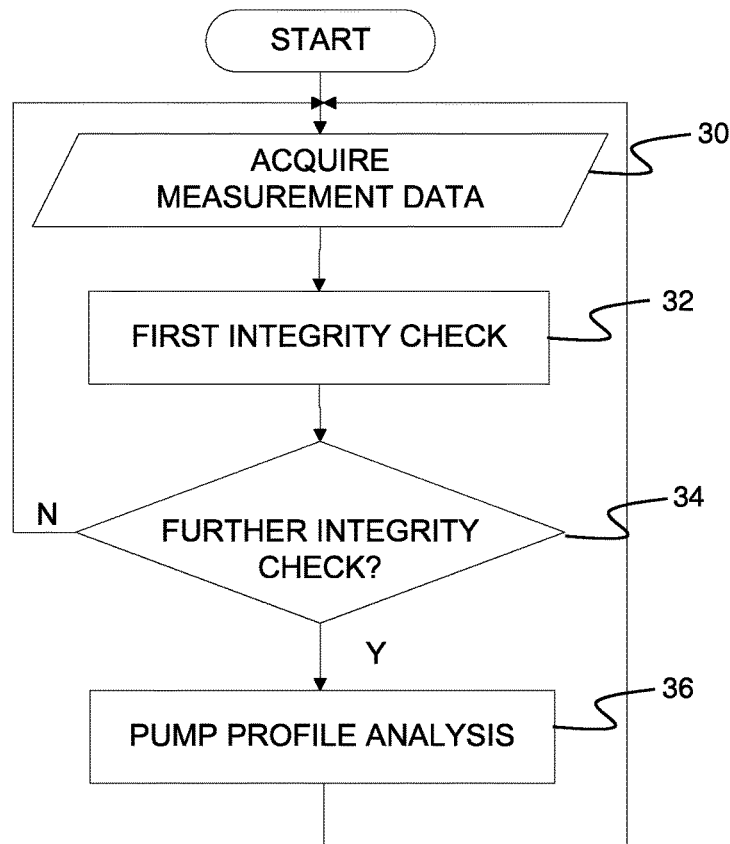 START
ACQUIRE
MEASUREMENT DATA
30
FIRST INTEGRITY CHECK
32
FURTHER INTEGRITY
CHECK?
34
N
Y
PUMP PROFILE ANALYSIS
36